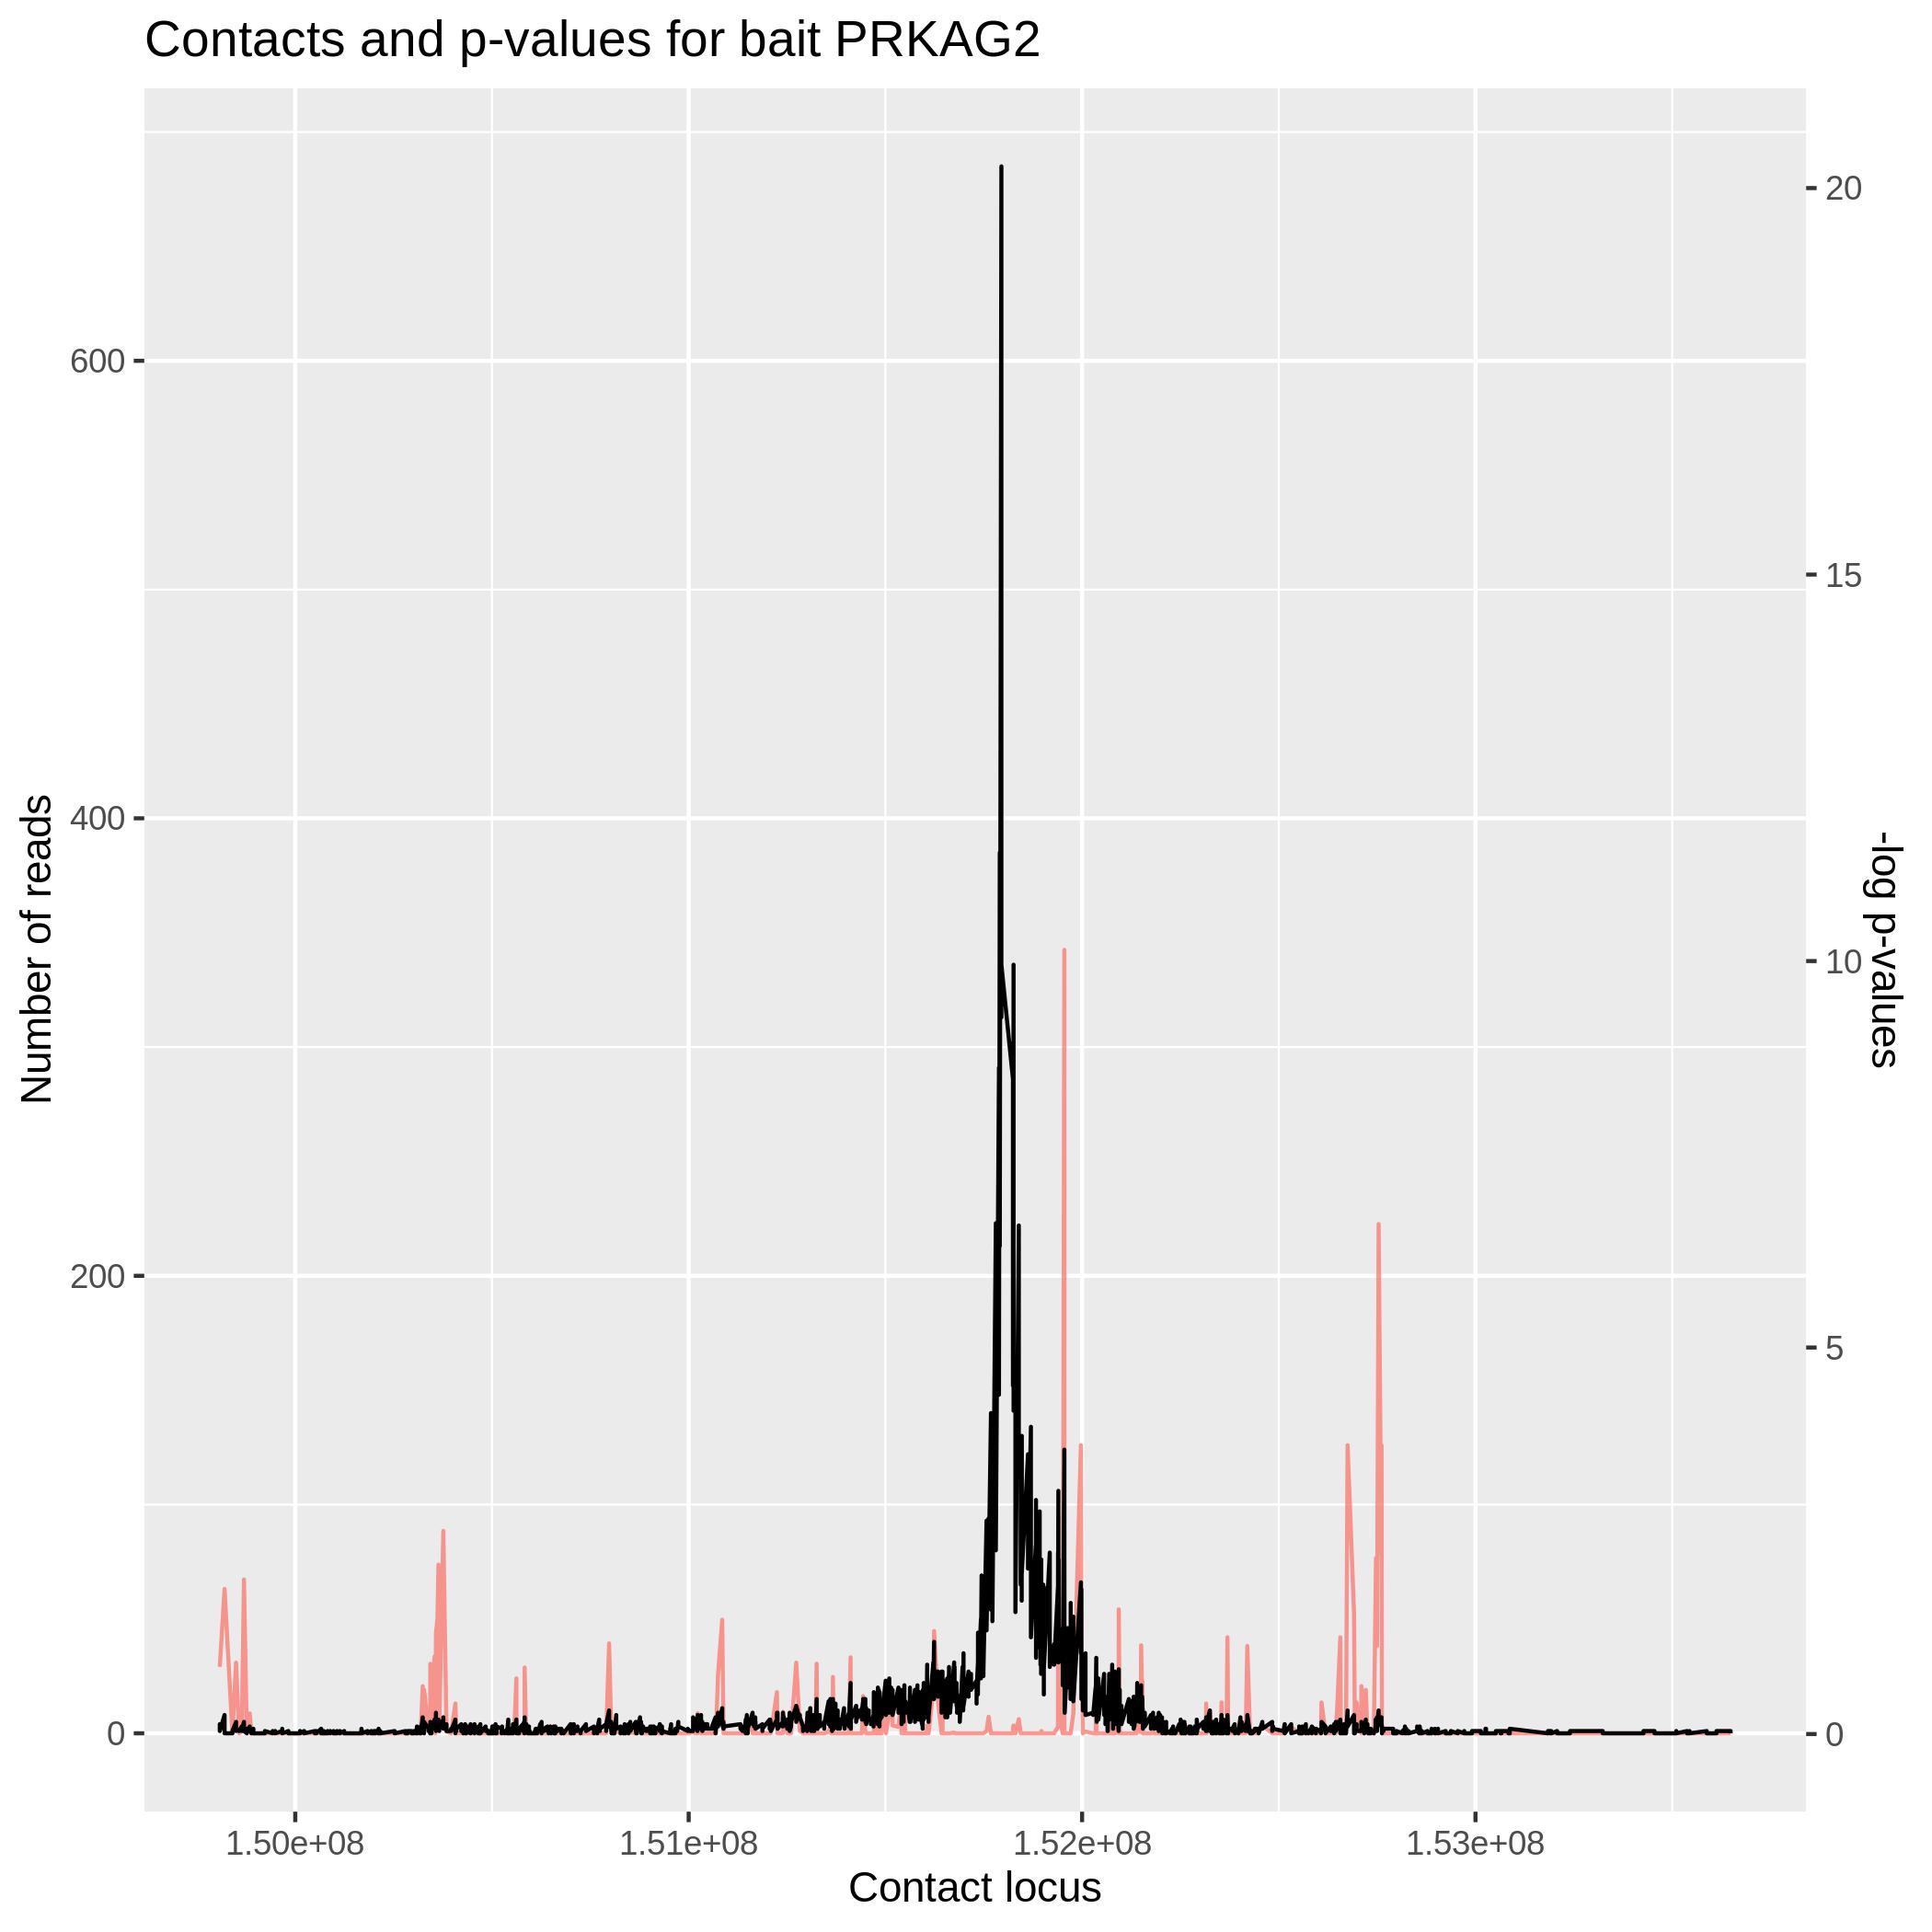 Contacts and p-values for bait PRKAG2
Number of reads
600
400
200
0
20
15
10
5
0
-log p-values
1.50e+08
1.51e+08
1.52e+08
1.53e+08
Contact locus